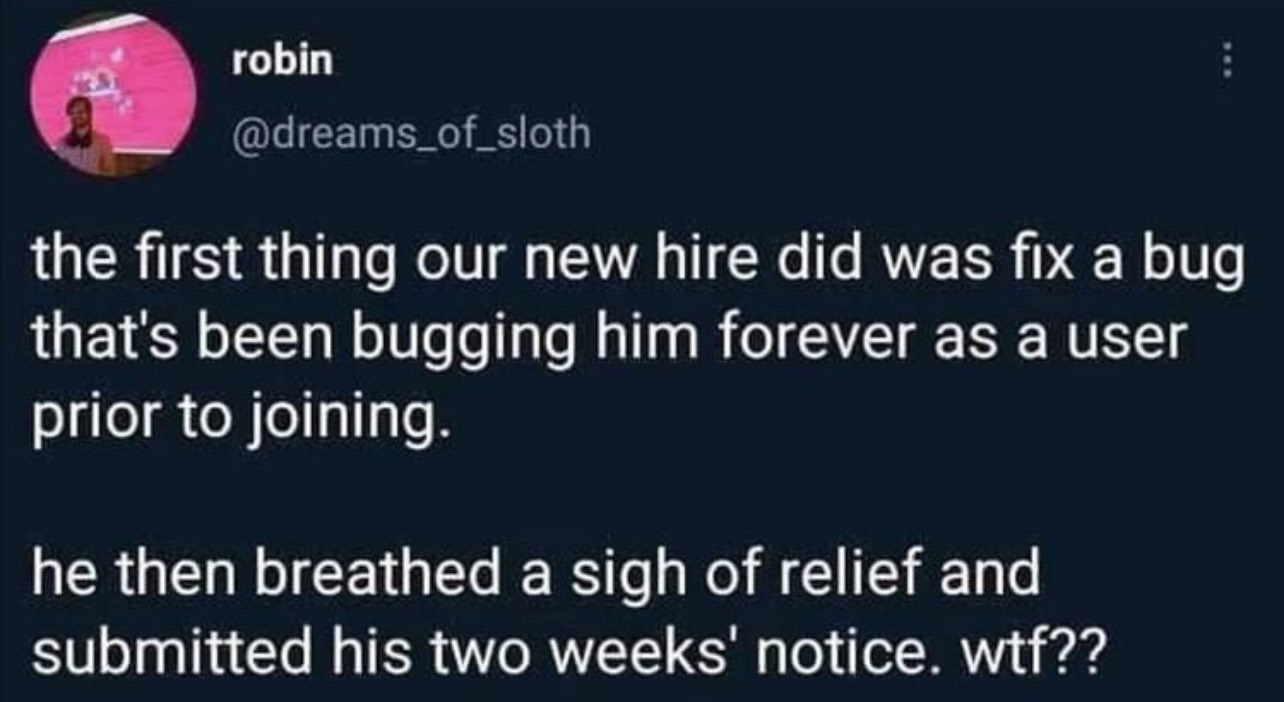 robin
@dreams_of_sloth
the first thing our new hire did was fix a bug
that's been bugging him forever as a user
prior to joining.
he then breathed a sigh of relief and
submitted his two weeks' notice. wtf??